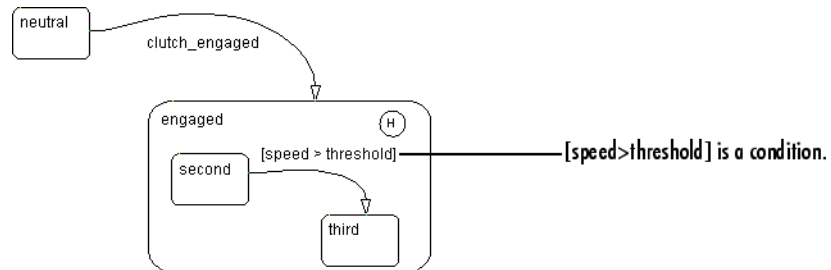 neutral
clutch_engaged
engaged
H
[speed > threshold]
[speed>threshold] is a condition.
second
third